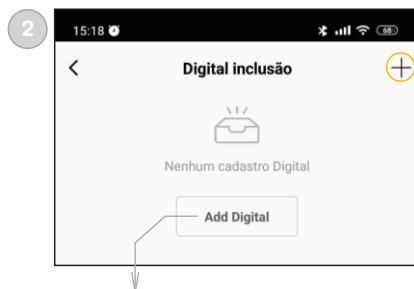 2
15:18
68
Digital inclusão
Nenhum cadastro Digital
Add Digital